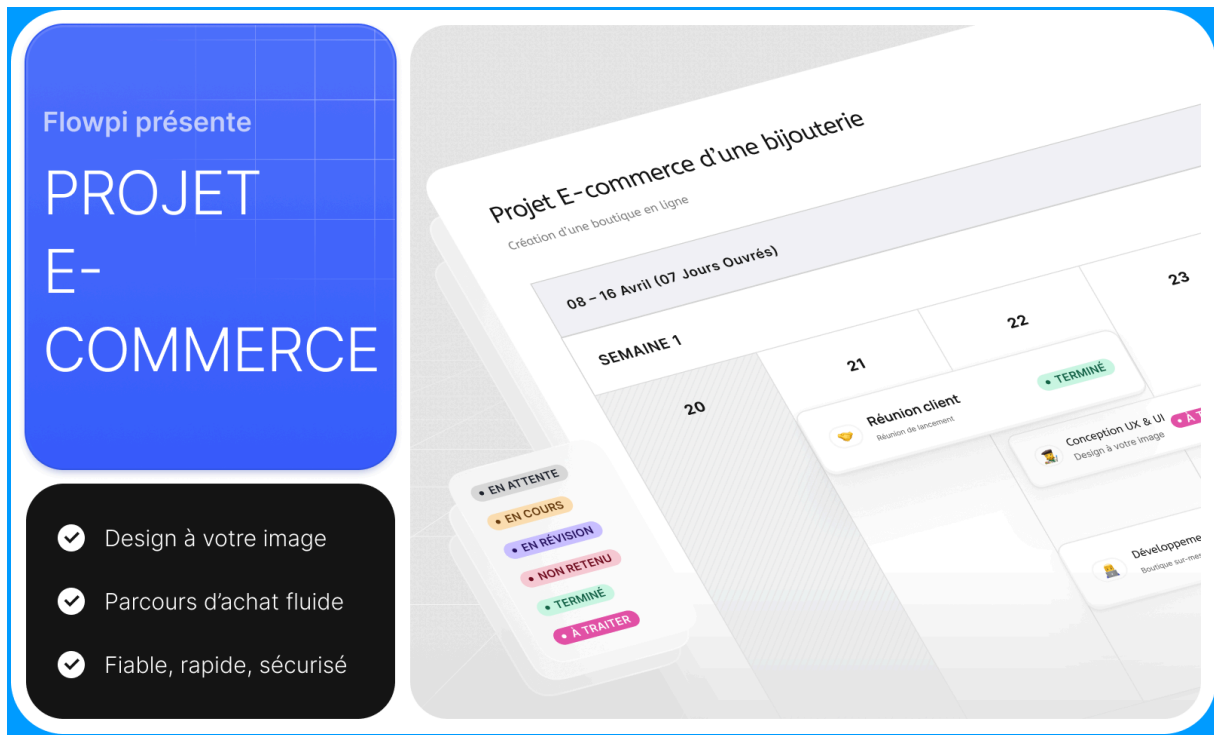 Flowpi présente
PROJET
E-
COMMERCE
Design à votre image
Parcours d’achat fluide
Fiable, rapide, sécurisé
Projet E-commerce d’une bijouterie
Création d’une boutique en ligne
08 – 16 Avril (07 Jours Ouvrés)
SEMAINE 1
20
21
22
23
Réunion client
Réunion de lancement
TERMINÉ
Conception UX & UI
Design à votre image
Boutique
EN ATTENTE
EN COURS
EN RÉVISION
NON RETENU
TERMINÉ
À TRAITER